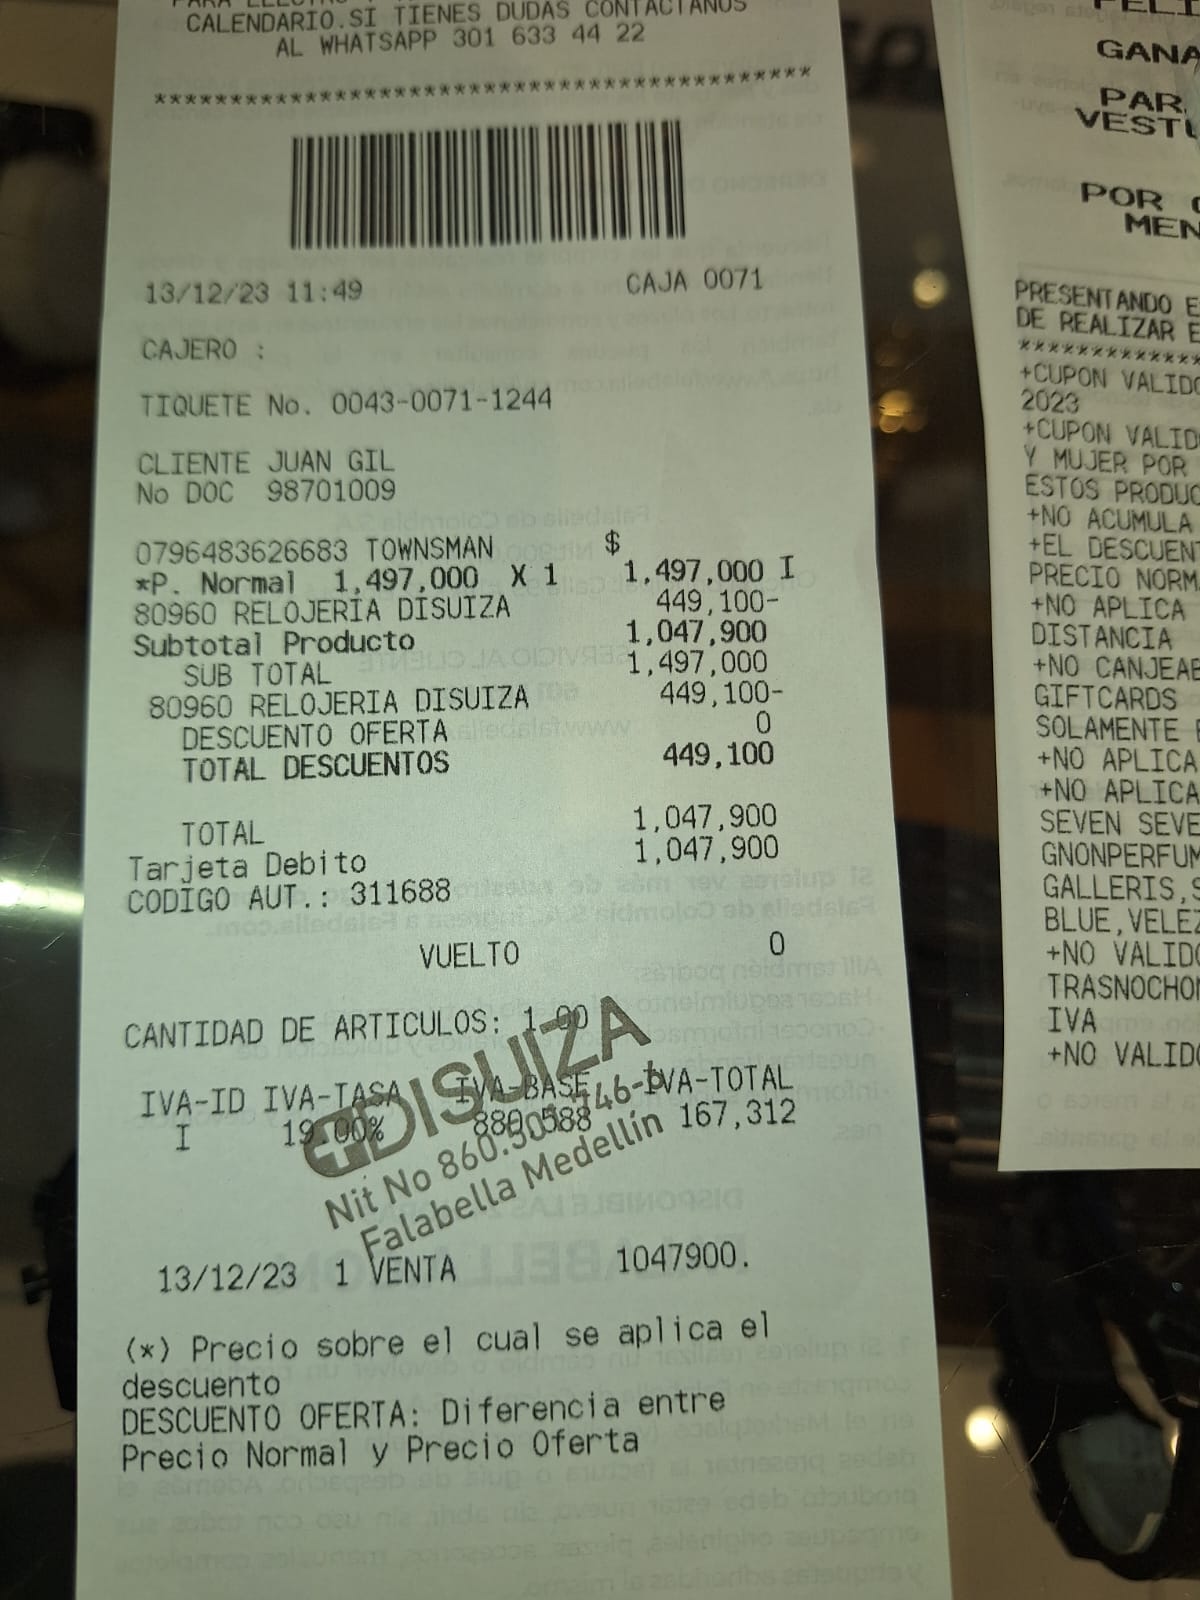 CALENDARIO.SI TIENES DUDAS CONTACTANOS
AL WHATSAPP 301 633 44 22
*******************************************
13/12/23 11:49 CAJA 0071
CAJERO :
TIQUETE No. 0043-0071-1244
CLIENTE JUAN GIL
No DOC 98701009
0796483626683 TOWNSMAN $
*P. Normal 1,497,000 X 1 1,497,000 I
80960 RELOJERIA DISUIZA 449,100-
Subtotal Producto 1,047,900
SUB TOTAL 1,497,000
80960 RELOJERIA DISUIZA 449,100-
DESCUENTO OFERTA 0
TOTAL DESCUENTOS 449,100
TOTAL 1,047,900
Tarjeta Debito 1,047,900
CODIGO AUT.: 311688
VUELTO 0
CANTIDAD DE ARTICULOS: 1.00
IVA-ID IVA-TASA IVA-BASE IVA-TOTAL
I 19.00% 880,588 167,312
DISUIZA
Nit No
Falabella Medellín
13/12/23 1 VENTA 1047900.
(*) Precio sobre el cual se aplica el
descuento
DESCUENTO OFERTA: Diferencia entre
Precio Normal y Precio Oferta
GANA
PAR
VEST
POR
MEN
PRESENTANDO E
DE REALIZAR E
*************
+CUPON VALIDO
2023
+CUPON VALID
Y MUJER POR
ESTOS PRODUC
+NO ACUMULA
+EL DESCUENT
PRECIO NORM
+NO APLICA
DISTANCIA
+NO CANJEAB
GIFTCARDS
SOLAMENTE
+NO APLICA
+NO APLICA
SEVEN SEVE
GNONPERFUM
GALLERIS,S
BLUE,VELEZ
+NO VALIDO
TRASNOCHO
IVA
+NO VALIDO